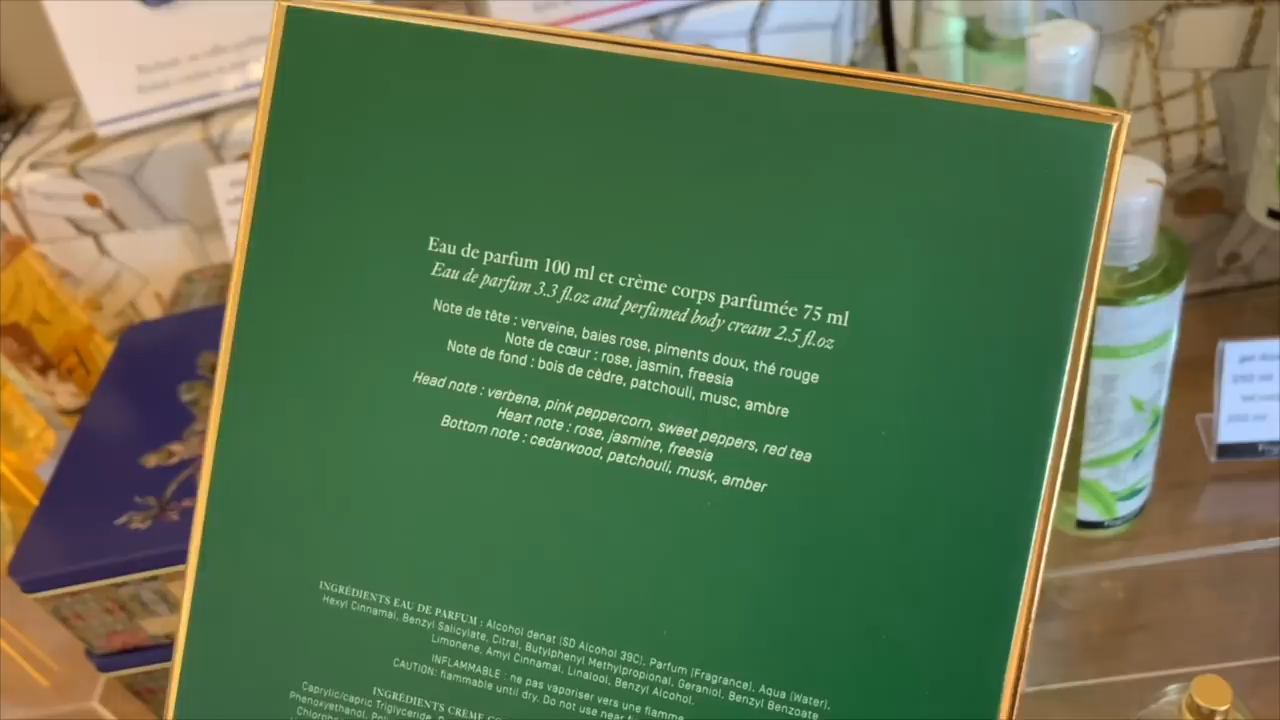 Eau de parfum 100 ml et crème corps parfumée 75 ml
Eau de parfum 3.3 fl.oz and perfumed body cream 2.5 fl.oz
Note de tête : verveine, baies rose, piments doux, thé rouge
Note de cœur : rose, jasmin, freesia
Note de fond : bois de cèdre, patchouli, musc, ambre
Head note : verbena, pink peppercorn, sweet peppers, red tea
Heart note : rose, jasmine, freesia
Bottom note : cedarwood, patchouli, musk, amber
INGRÉDIENTS EAU DE PARFUM : Alcohol denat (SD Alcohol 39C), Parfum (Fragrance), Aqua (Water),
Hexyl Cinnamal, Benzyl Salicylate, Citral, Butylphenyl Methylpropional, Geraniol, Benzyl Benzoate
Limonene, Amyl Cinnamal, Linalool, Benzyl Alcohol.
INFLAMMABLE : ne pas vaporiser vers une flamme
CAUTION: flammable until dry. Do not use near
INGRÉDIENTS CRÈME
Caprylic/capric Triglyceride,
Phenoxyethanol,